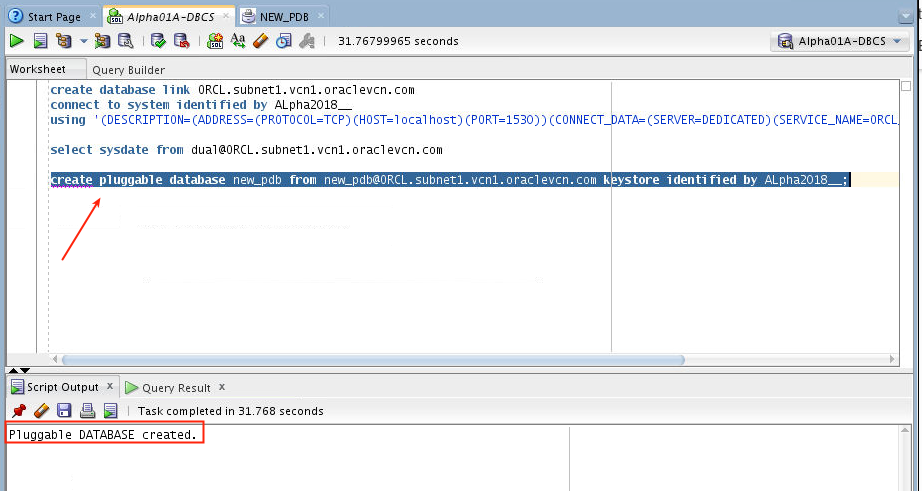 Start Page
Alpha01A-DBCS
NEW_PDB
31.76799965 seconds
Alpha01A-DBCS
Worksheet
Query Builder
create database link ORCL.subnet1.vcn1.oraclevcn.com
connect to system identified by ALpha2018__
using '(DESCRIPTION=(ADDRESS=(PROTOCOL=TCP)(HOST=localhost)(PORT=1530))(CONNECT_DATA=(SERVER=DEDICATED)(SERVICE_NAME=ORCL_
select sysdate from dual@ORCL.subnet1.vcn1.oraclevcn.com
create pluggable database new_pdb from new_pdb@ORCL.subnet1.vcn1.oraclevcn.com keystore identified by ALpha2018__;
Script Output x
Query Result x
Task completed in 31.768 seconds
Pluggable DATABASE created.